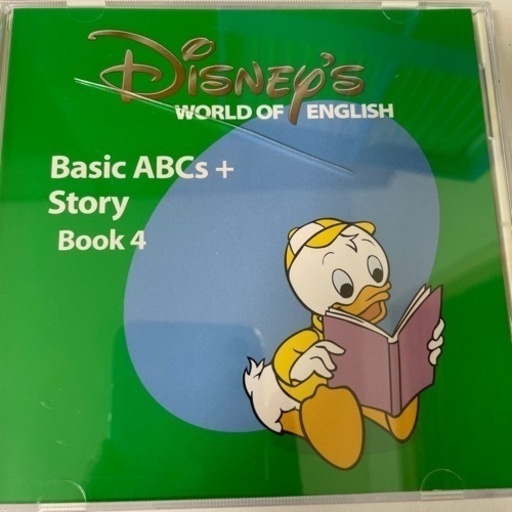 DISNEY'S
WORLD OF ENGLISH
Basic ABCs +
Story
Book 4